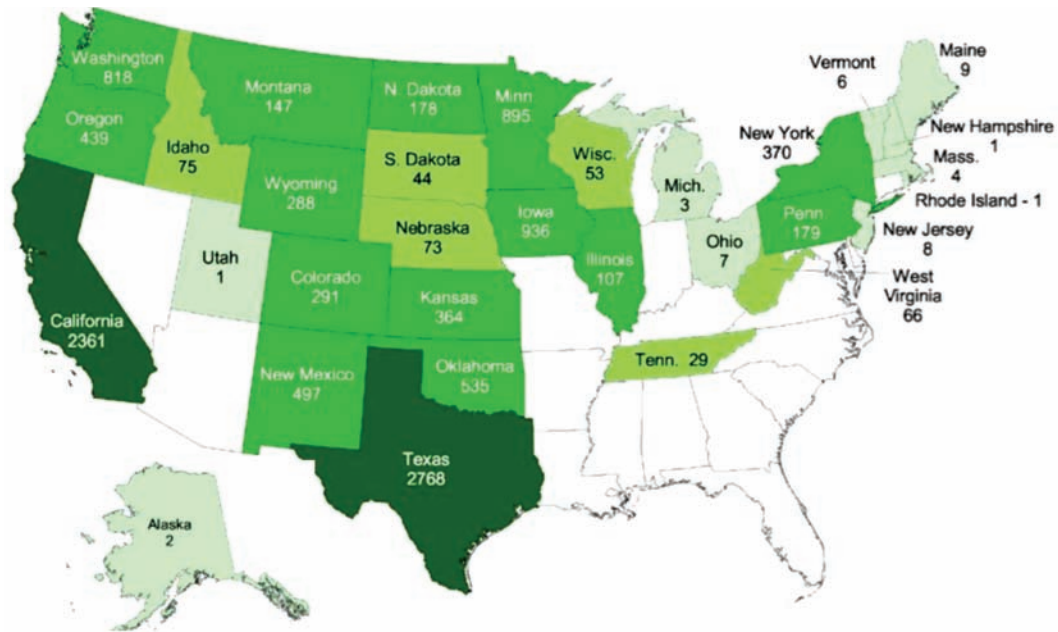 Washington
818
Oregon
439
California
2361
Idaho
75
Utah
1
Montana
147
Wyoming
288
Colorado
291
New Mexico
497
N. Dakota
178
S. Dakota
44
Nebraska
73
Kansas
364
Oklahoma
535
Texas
2768
Minn
895
Iowa
936
Wisc.
53
Illinois
107
Mich.
3
Ohio
7
Tenn. 29
New York
370
Penn
179
Vermont
6
Maine
9
New Hampshire
1
Mass.
4
Rhode Island - 1
New Jersey
8
West
Virginia
66
Alaska
2